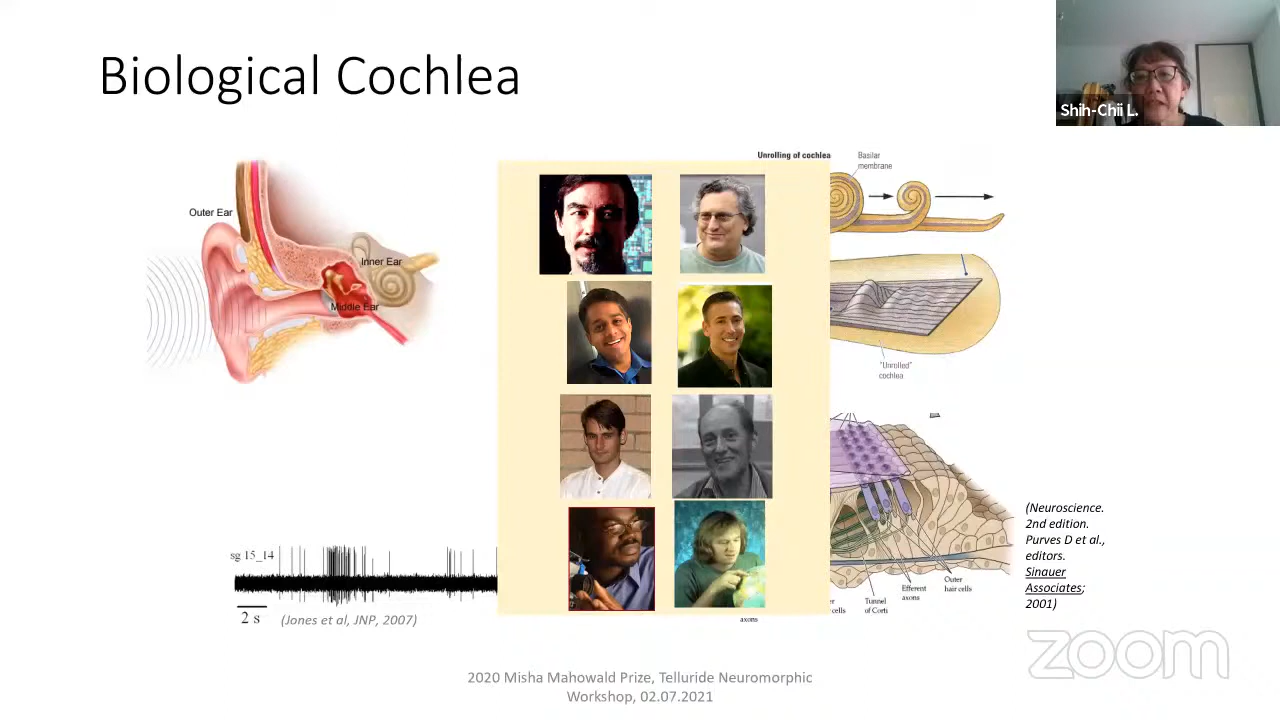 Biological Cochlea
Shih-Chii L.
Unrolling of cochlea
Basilar
membrane
Outer Ear
Inner Ear
Middle Ear
"Unrolled"
cochlea
sg 15_14
2 s
(Jones et al, JNP, 2007)
cells
Tunnel
of Corti
Efferent
axons
Outer
hair cells
axons
(Neuroscience.
2nd edition.
Purves D et al.,
editors.
Sinauer
Associates;
2001)
zoom
2020 Misha Mahowald Prize, Telluride Neuromorphic
Workshop, 02.07.2021